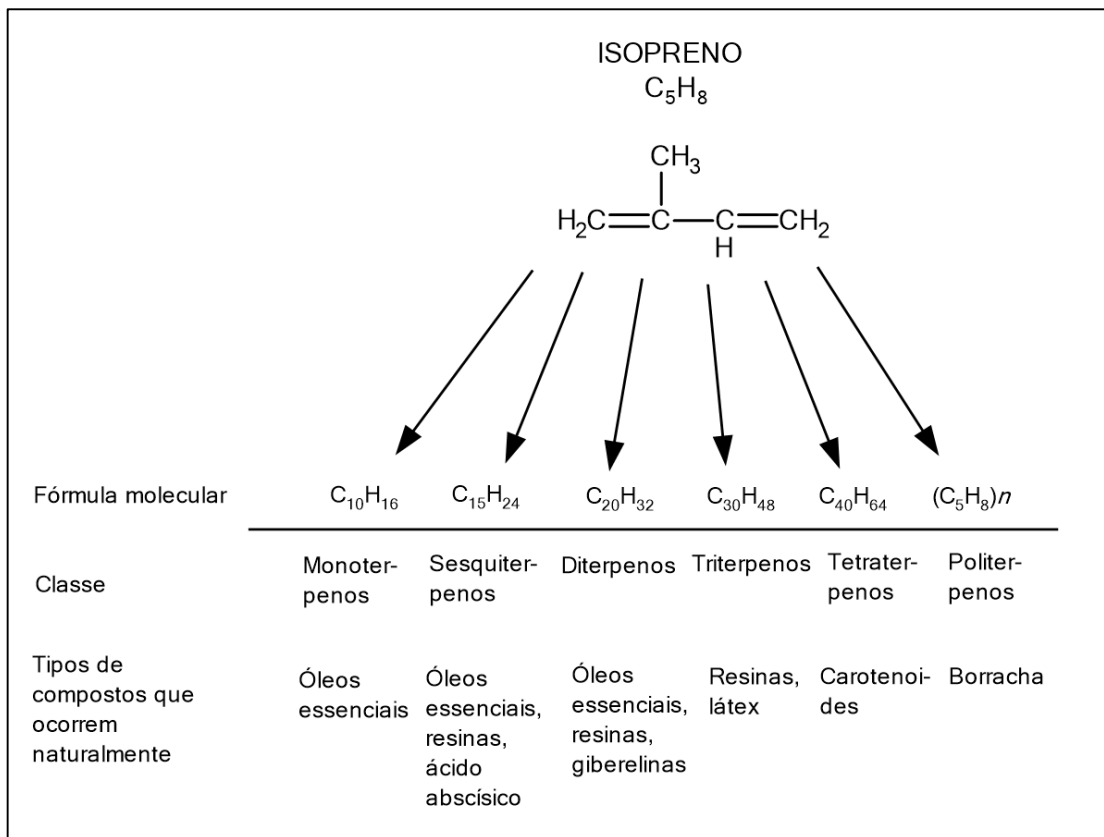 ISOPRENO
C₅H₈
CH₃
H₂C C C CH₂
H
Fórmula molecular C₁₀H₁₆ C₁₅H₂₄ C₂₀H₃₂ C₃₀H₄₈ C₄₀H₆₄ (C₅H₈)n
Classe Monoter- Sesquiter- Diterpenos Triterpenos Tetrater- Politer-
penos penos penos penos
Tipos de
compostos que
ocorrem
naturalmente
Óleos
essenciais
Óleos
essenciais,
resinas,
ácido
abscísico
Óleos
essenciais,
resinas,
giberelinas
Resinas,
látex
Carotenoi-
des
Borracha